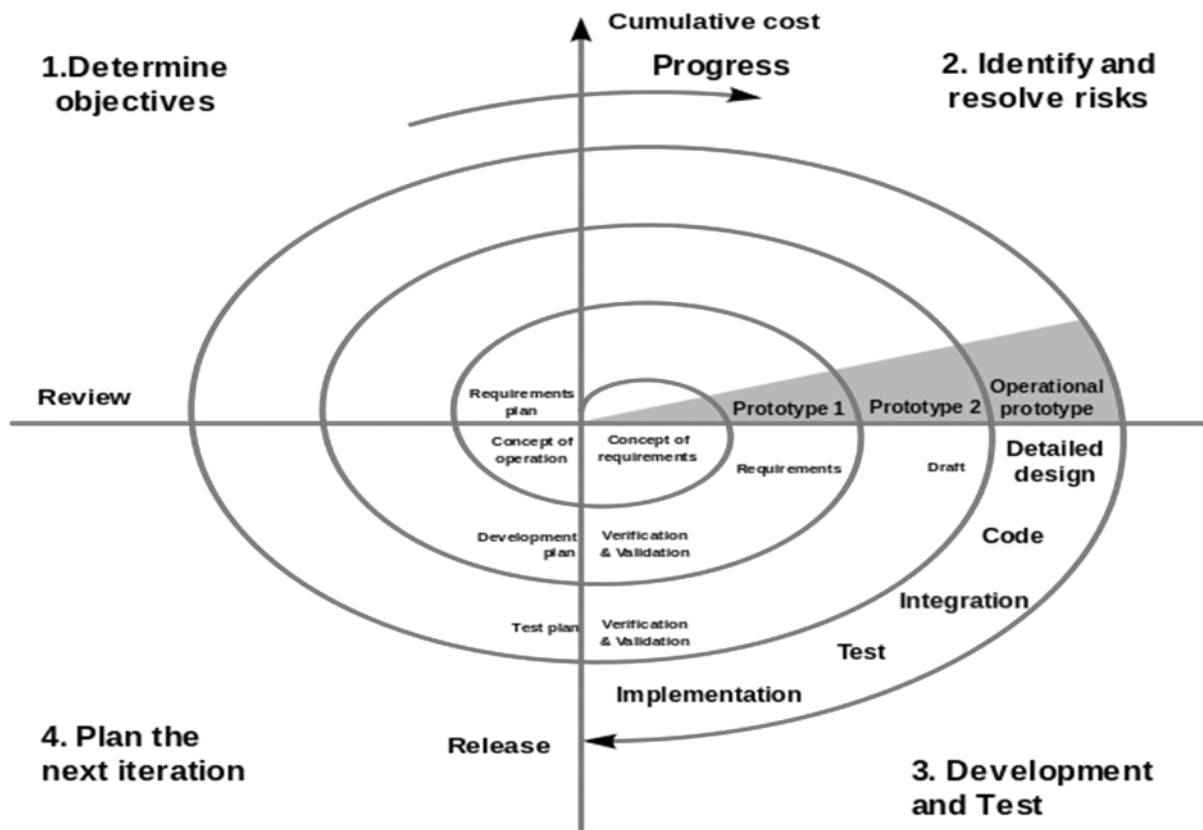 Cumulative cost
Progress
1.Determine
objectives
2. Identify and
resolve risks
Review
Requirements
plan
Prototype 1
Prototype 2
Operational
prototype
Concept of
operation
Concept of
requirements
Requirements
Draft
Detailed
design
Development
plan
Verification
& Validation
Code
Integration
Test plan
Verification
& Validation
Test
Implementation
Release
4. Plan the
next iteration
3. Development
and Test